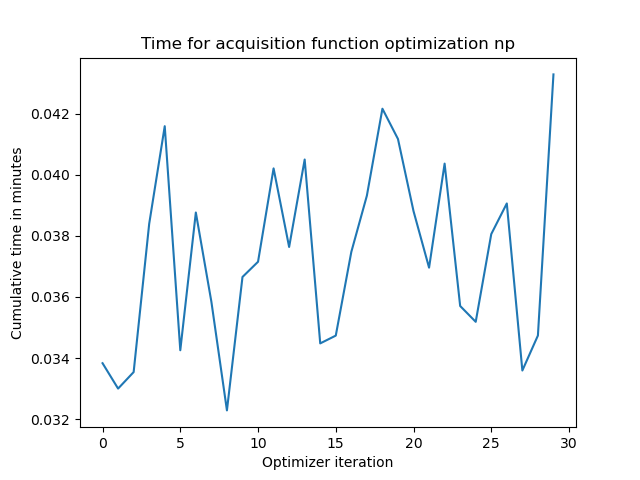 Time for acquisition function optimization np
Cumulative time in minutes
0.042
0.040
0.038
0.036
0.034
0.032
0 5 10 15 20 25 30
Optimizer iteration